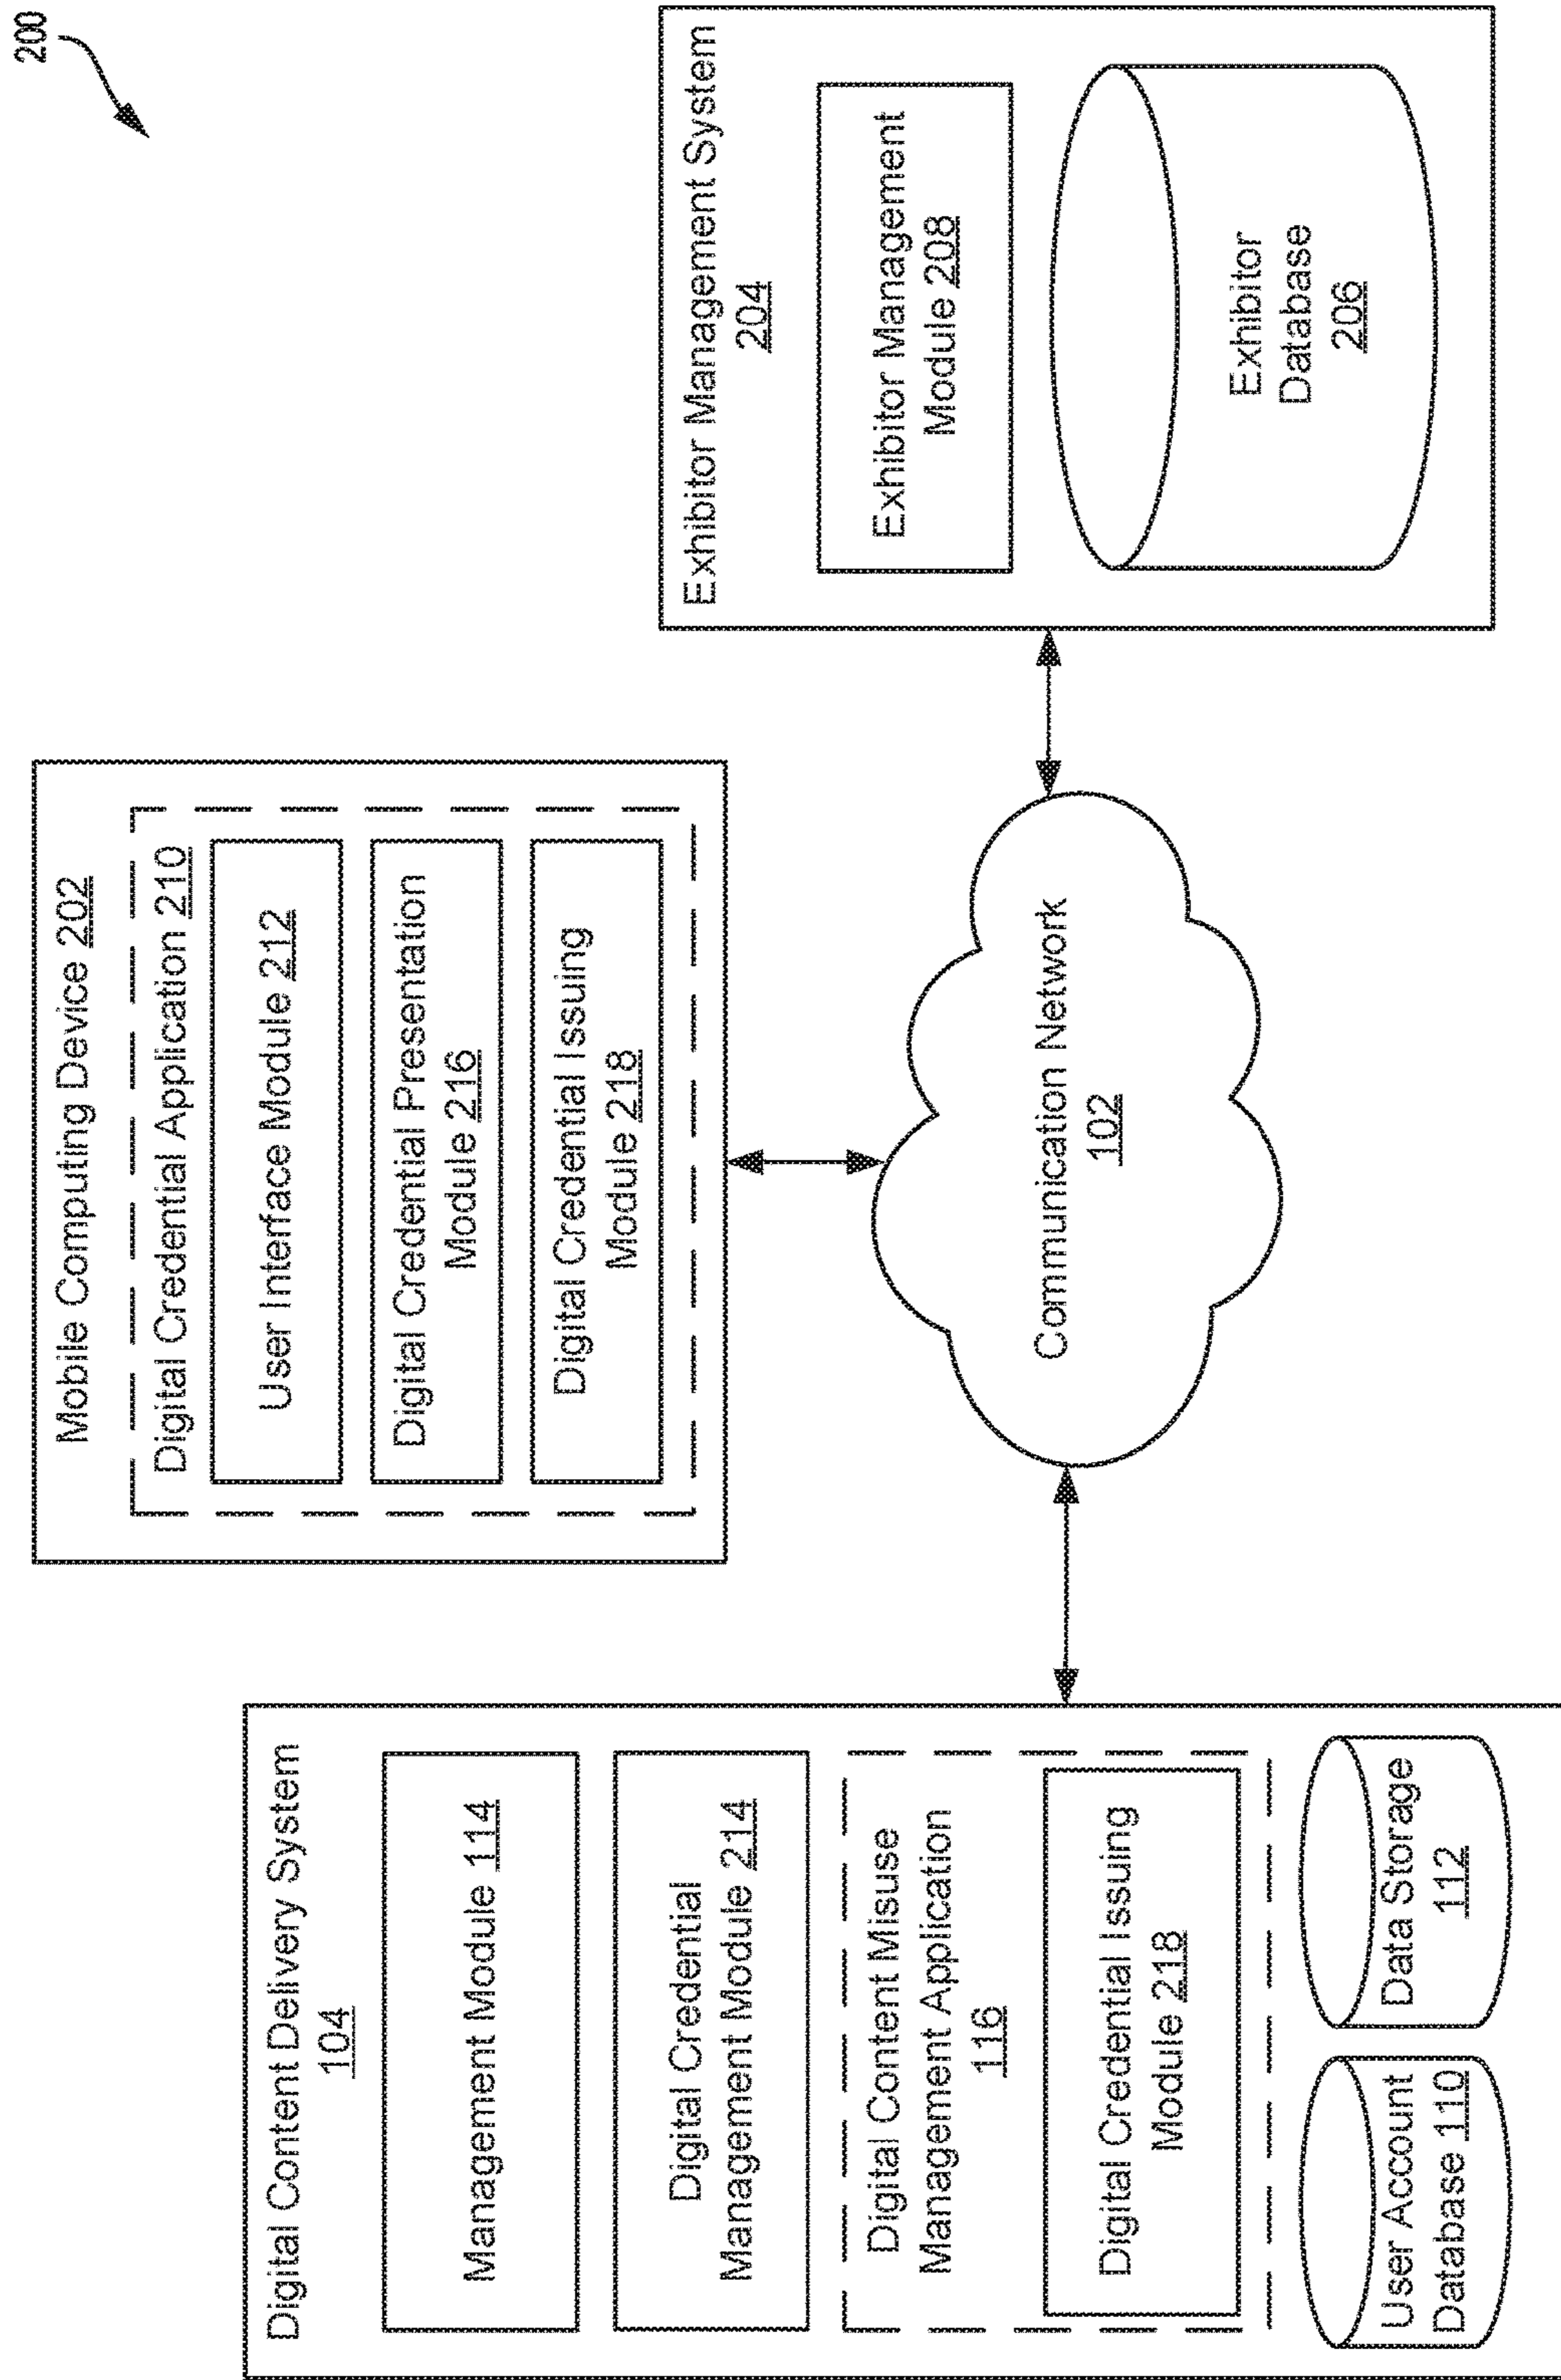 200
Digital Content Delivery System
104
Management Module 114
Digital Credential
Management Module 214
Digital Content Misuse
Management Application
116
Digital Credential Issuing
Module 218
User Account
Database 110
Data Storage
112
Mobile Computing Device 202
Digital Credential Application 210
User Interface Module 212
Digital Credential Presentation
Module 216
Digital Credential Issuing
Module 218
Communication Network
102
Exhibitor Management System
204
Exhibitor Management
Module 208
Exhibitor
Database
206